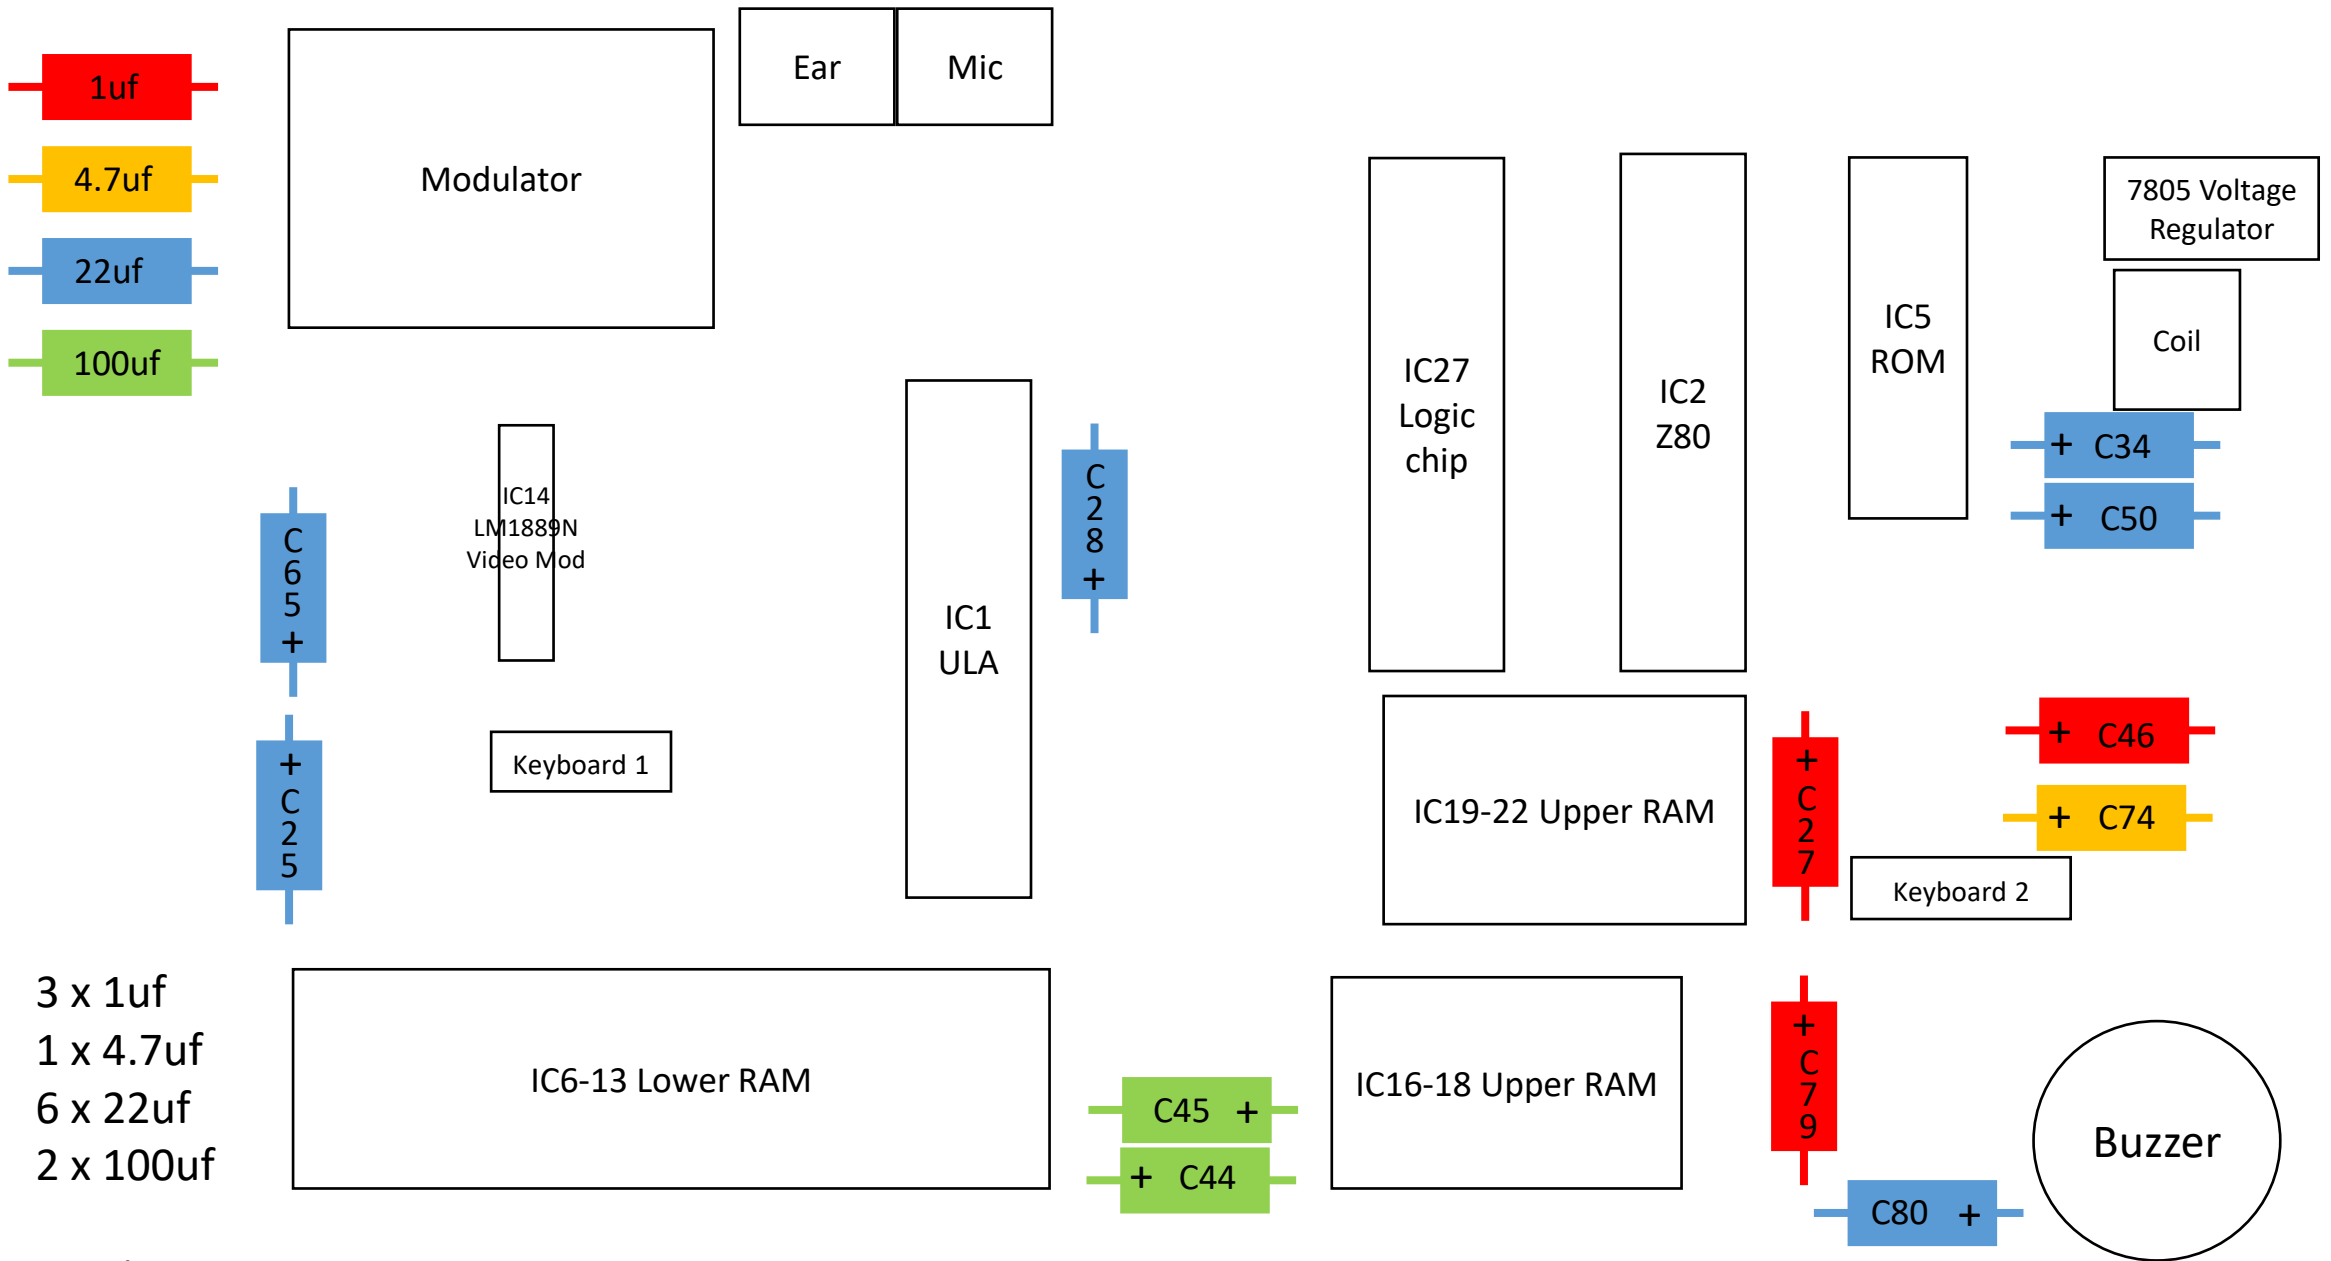 1uf
4.7uf
22uf
100uf
Modulator
Ear
Mic
IC27
Logic
chip
IC2
Z80
IC5
ROM
7805 Voltage
Regulator
Coil
+ C34
+ C50
IC14
LM1889N
Video Mod
C
6
5
+
C
2
8
+
IC1
ULA
+
C
2
5
Keyboard 1
IC19-22 Upper RAM
+
C
2
7
+ C46
+ C74
Keyboard 2
3 x 1uf
1 x 4.7uf
6 x 22uf
2 x 100uf
IC6-13 Lower RAM
C45 +
+ C44
IC16-18 Upper RAM
+
C
7
9
C80 +
Buzzer